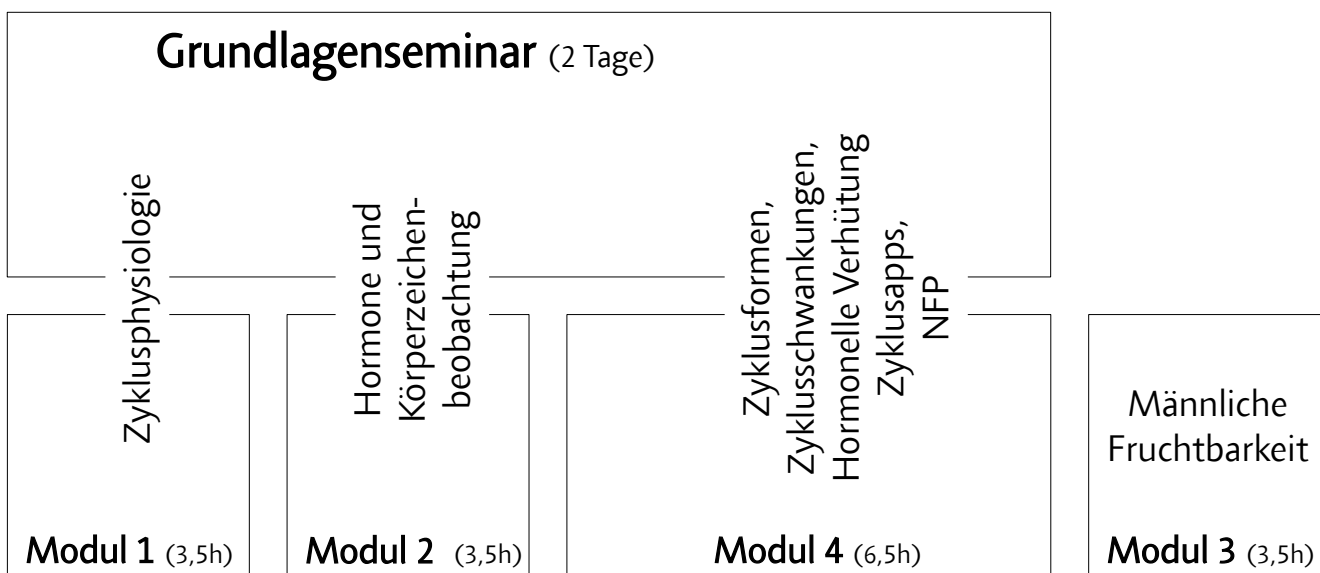 Grundlagenseminar (2 Tage)
Zyklusphysiologie
Hormone und
Körperzeichen-
beobachtung
Zyklusformen,
Zyklusschwankungen,
Hormonelle Verhütung
Zyklusapps,
NFP
Männliche
Fruchtbarkeit
Modul 1 (3,5h)
Modul 2 (3,5h)
Modul 4 (6,5h)
Modul 3 (3,5h)